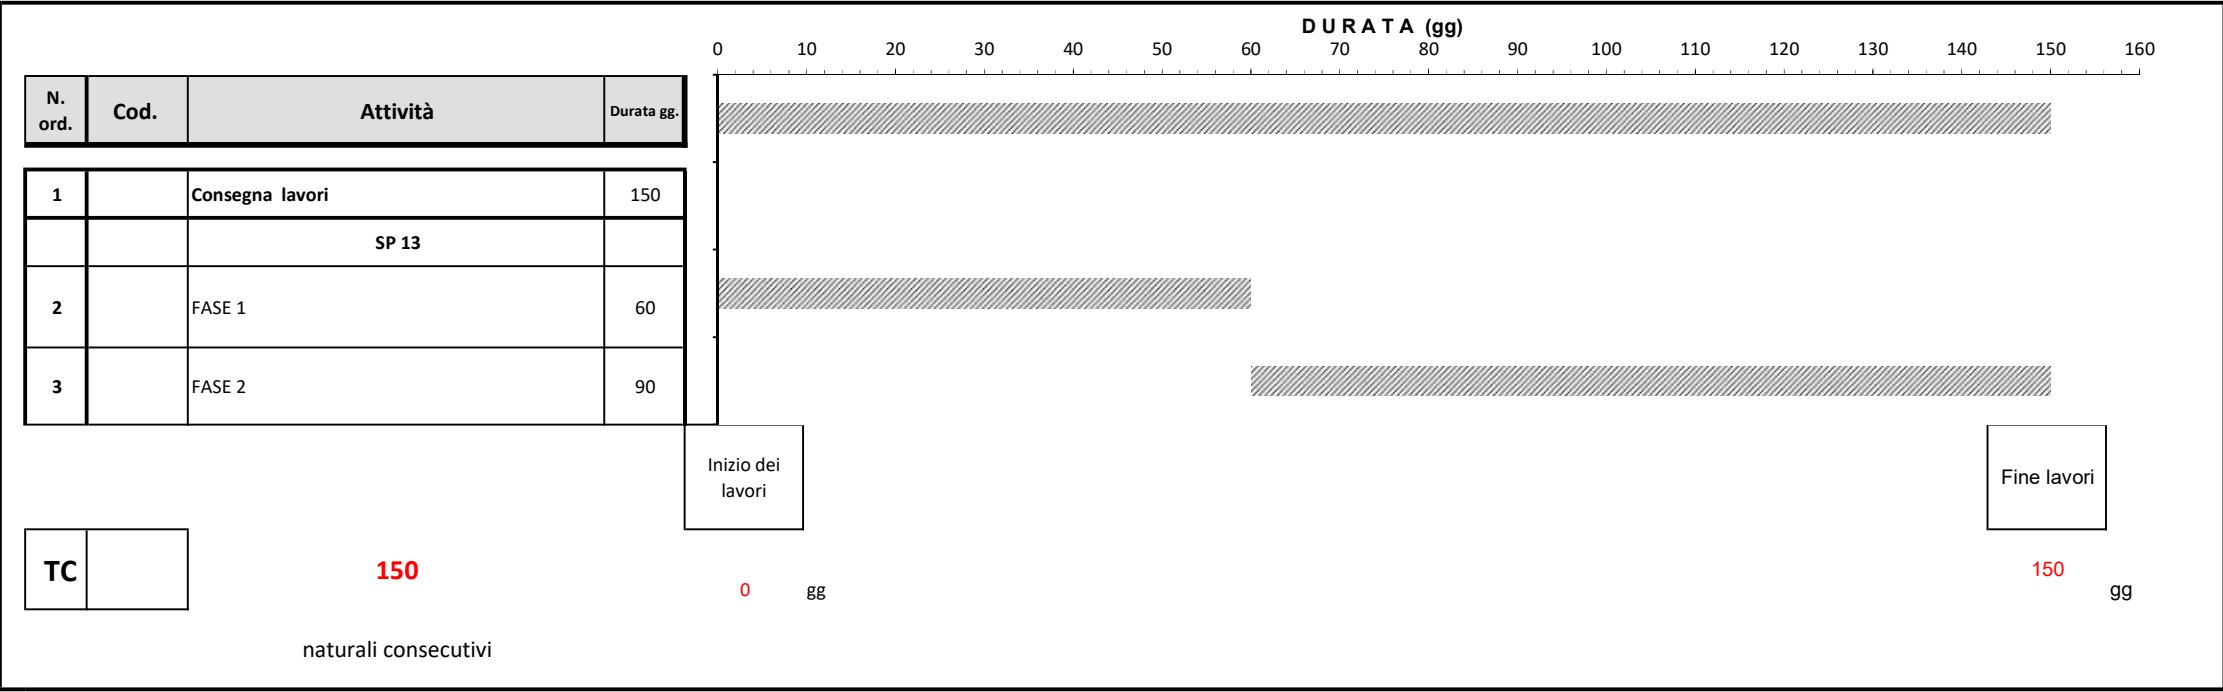 D U R A T A (gg)
0 10 20 30 40 50 60 70 80 90 100 110 120 130 140 150 160
N. ord. Cod. Attività Durata gg.
1 Consegna lavori 150
SP 13
2 FASE 1 60
3 FASE 2 90
Inizio dei
lavori
Fine lavori
TC 150
0 gg
150
gg
naturali consecutivi